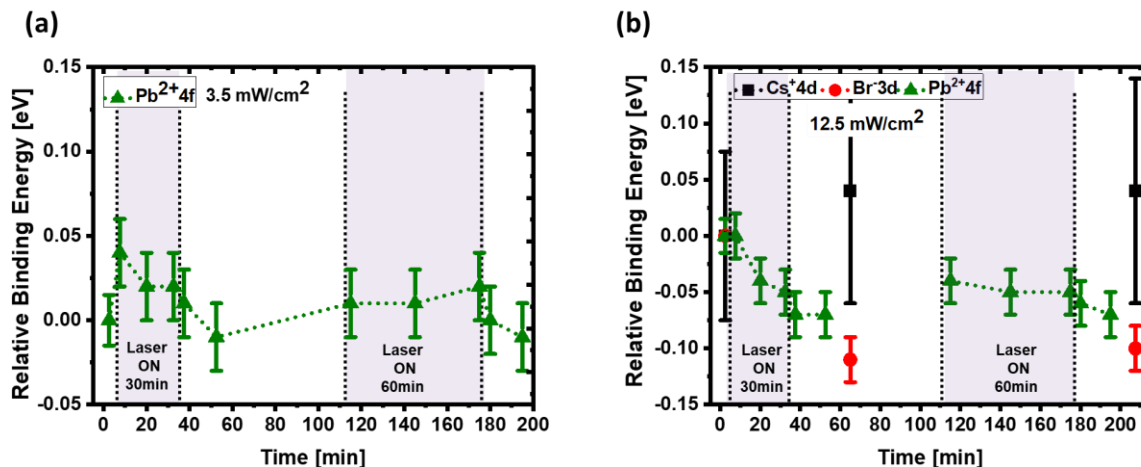 (a)
Pb2+4f 3.5 mW/cm2
Relative Binding Energy [eV]
0.15
0.10
0.05
0.00
-0.05
Laser
ON
30min
Laser
ON
60min
0 20 40 60 80 100 120 140 160 180 200
Time [min]
(b)
Cs+4d Br-3d Pb2+4f
12.5 mW/cm2
Relative Binding Energy [eV]
0.15
0.10
0.05
0.00
-0.05
-0.10
-0.15
Laser
ON
30min
Laser
ON
60min
0 20 40 60 80 100 120 140 160 180 200
Time [min]